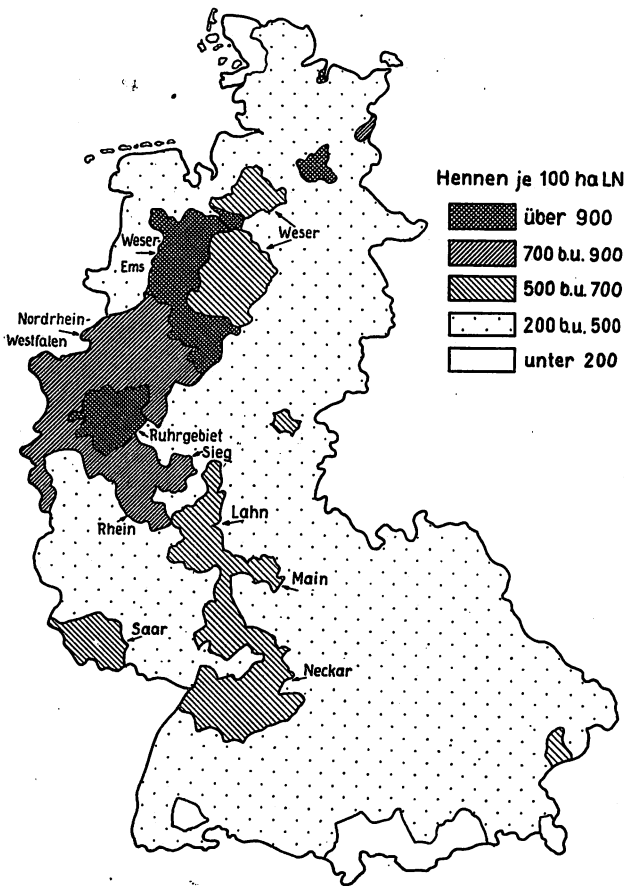 Hennen je 100 ha LN
über 900
700 b.u. 900
500 b.u. 700
200 b.u. 500
unter 200
Weser
Weser-
Ems
Nordrhein-
Westfalen
Ruhrgebiet
Sieg
Rhein
Lahn
Main
Saar
Neckar